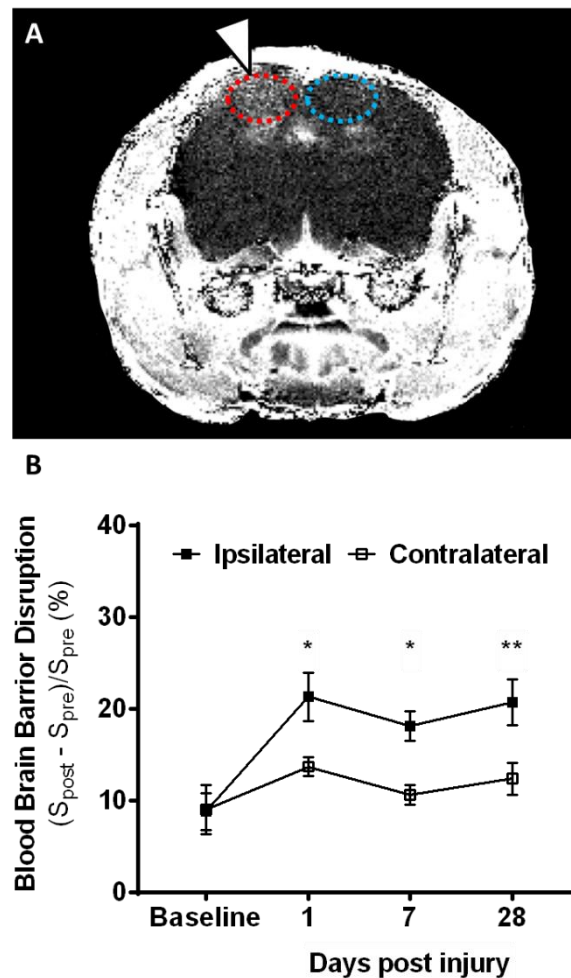 A
B
40
30
20
10
0
Blood Brain Barrier Disruption
(Spost - Spre)/Spre (%)
Ipsilateral Contralateral
* * **
Baseline 1 7 28
Days post injury